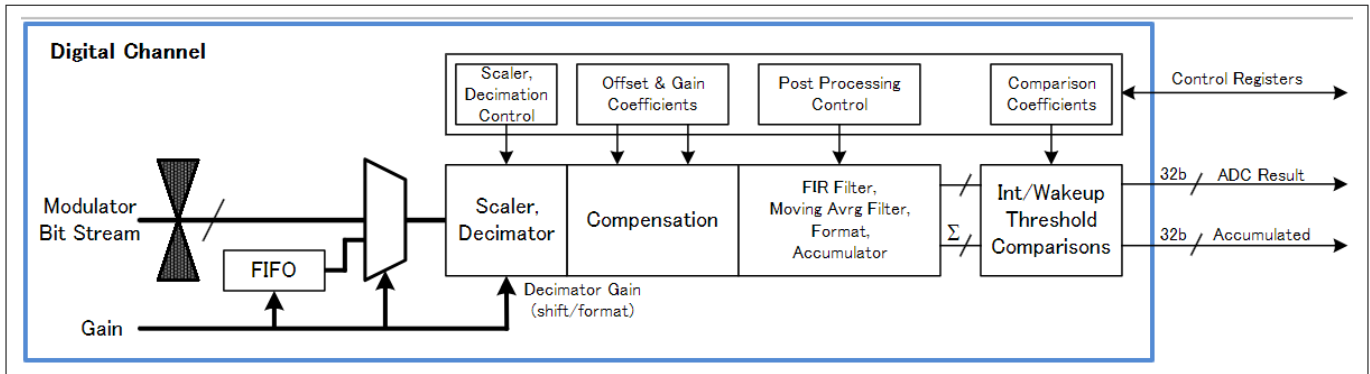 Digital Channel
Scaler,
Decimation
Control
Offset & Gain
Coefficients
Post Processing
Control
Comparison
Coefficients
Control Registers
Modulator
Bit Stream
FIFO
Gain
Scaler,
Decimator
Compensation
FIR Filter,
Moving Avrg Filter,
Format,
Accumulator
Σ
Int/Wakeup
Threshold
Comparisons
32b ADC Result
32b Accumulated
Decimator Gain
(shift/format)